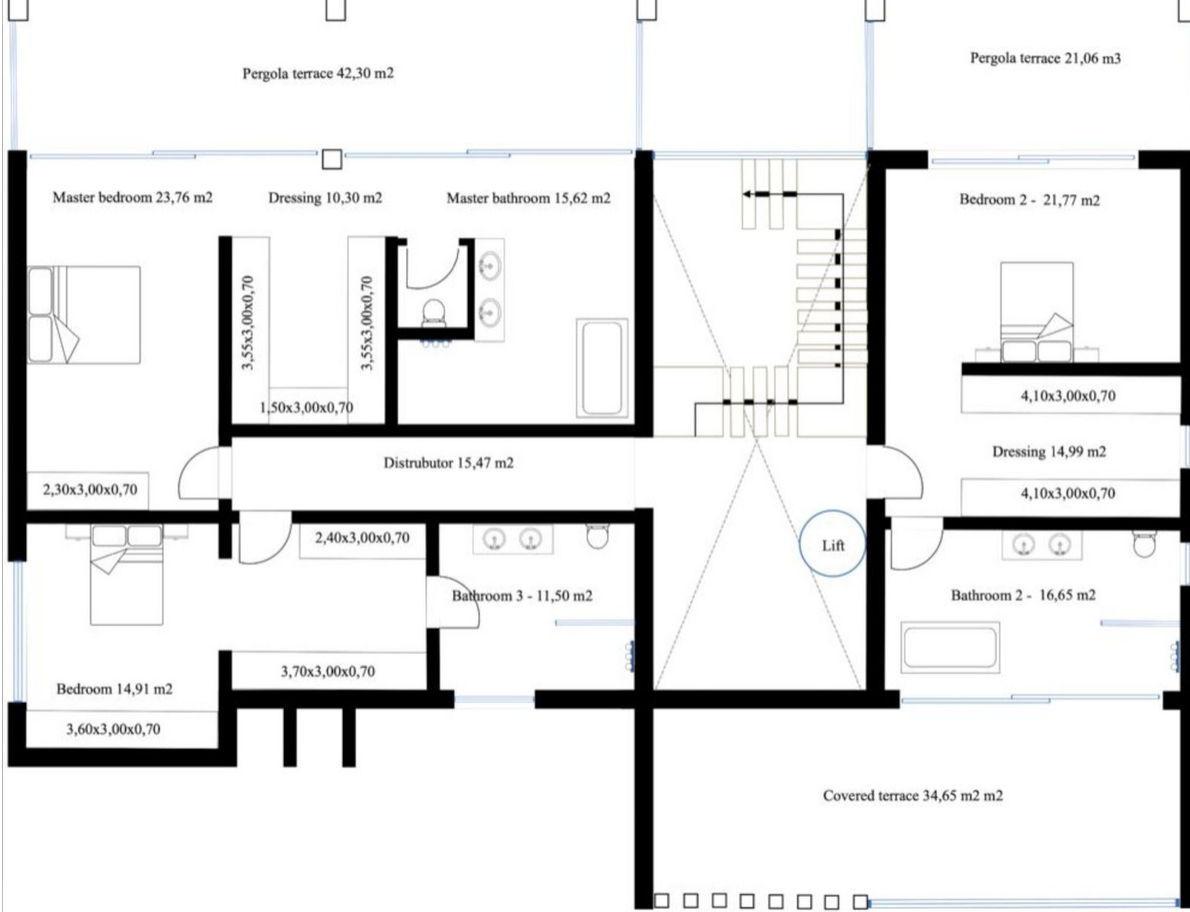 Pergola terrace 42,30 m2
Pergola terrace 21,06 m3
Master bedroom 23,76 m2
Dressing 10,30 m2
Master bathroom 15,62 m2
Bedroom 2 - 21,77 m2
3,55x3,00x0,70
3,55x3,00x0,70
1,50x3,00x0,70
4,10x3,00x0,70
Distrubutor 15,47 m2
Dressing 14,99 m2
2,30x3,00x0,70
4,10x3,00x0,70
2,40x3,00x0,70
Lift
Bathroom 3 - 11,50 m2
Bathroom 2 - 16,65 m2
3,70x3,00x0,70
Bedroom 14,91 m2
3,60x3,00x0,70
Covered terrace 34,65 m2 m2